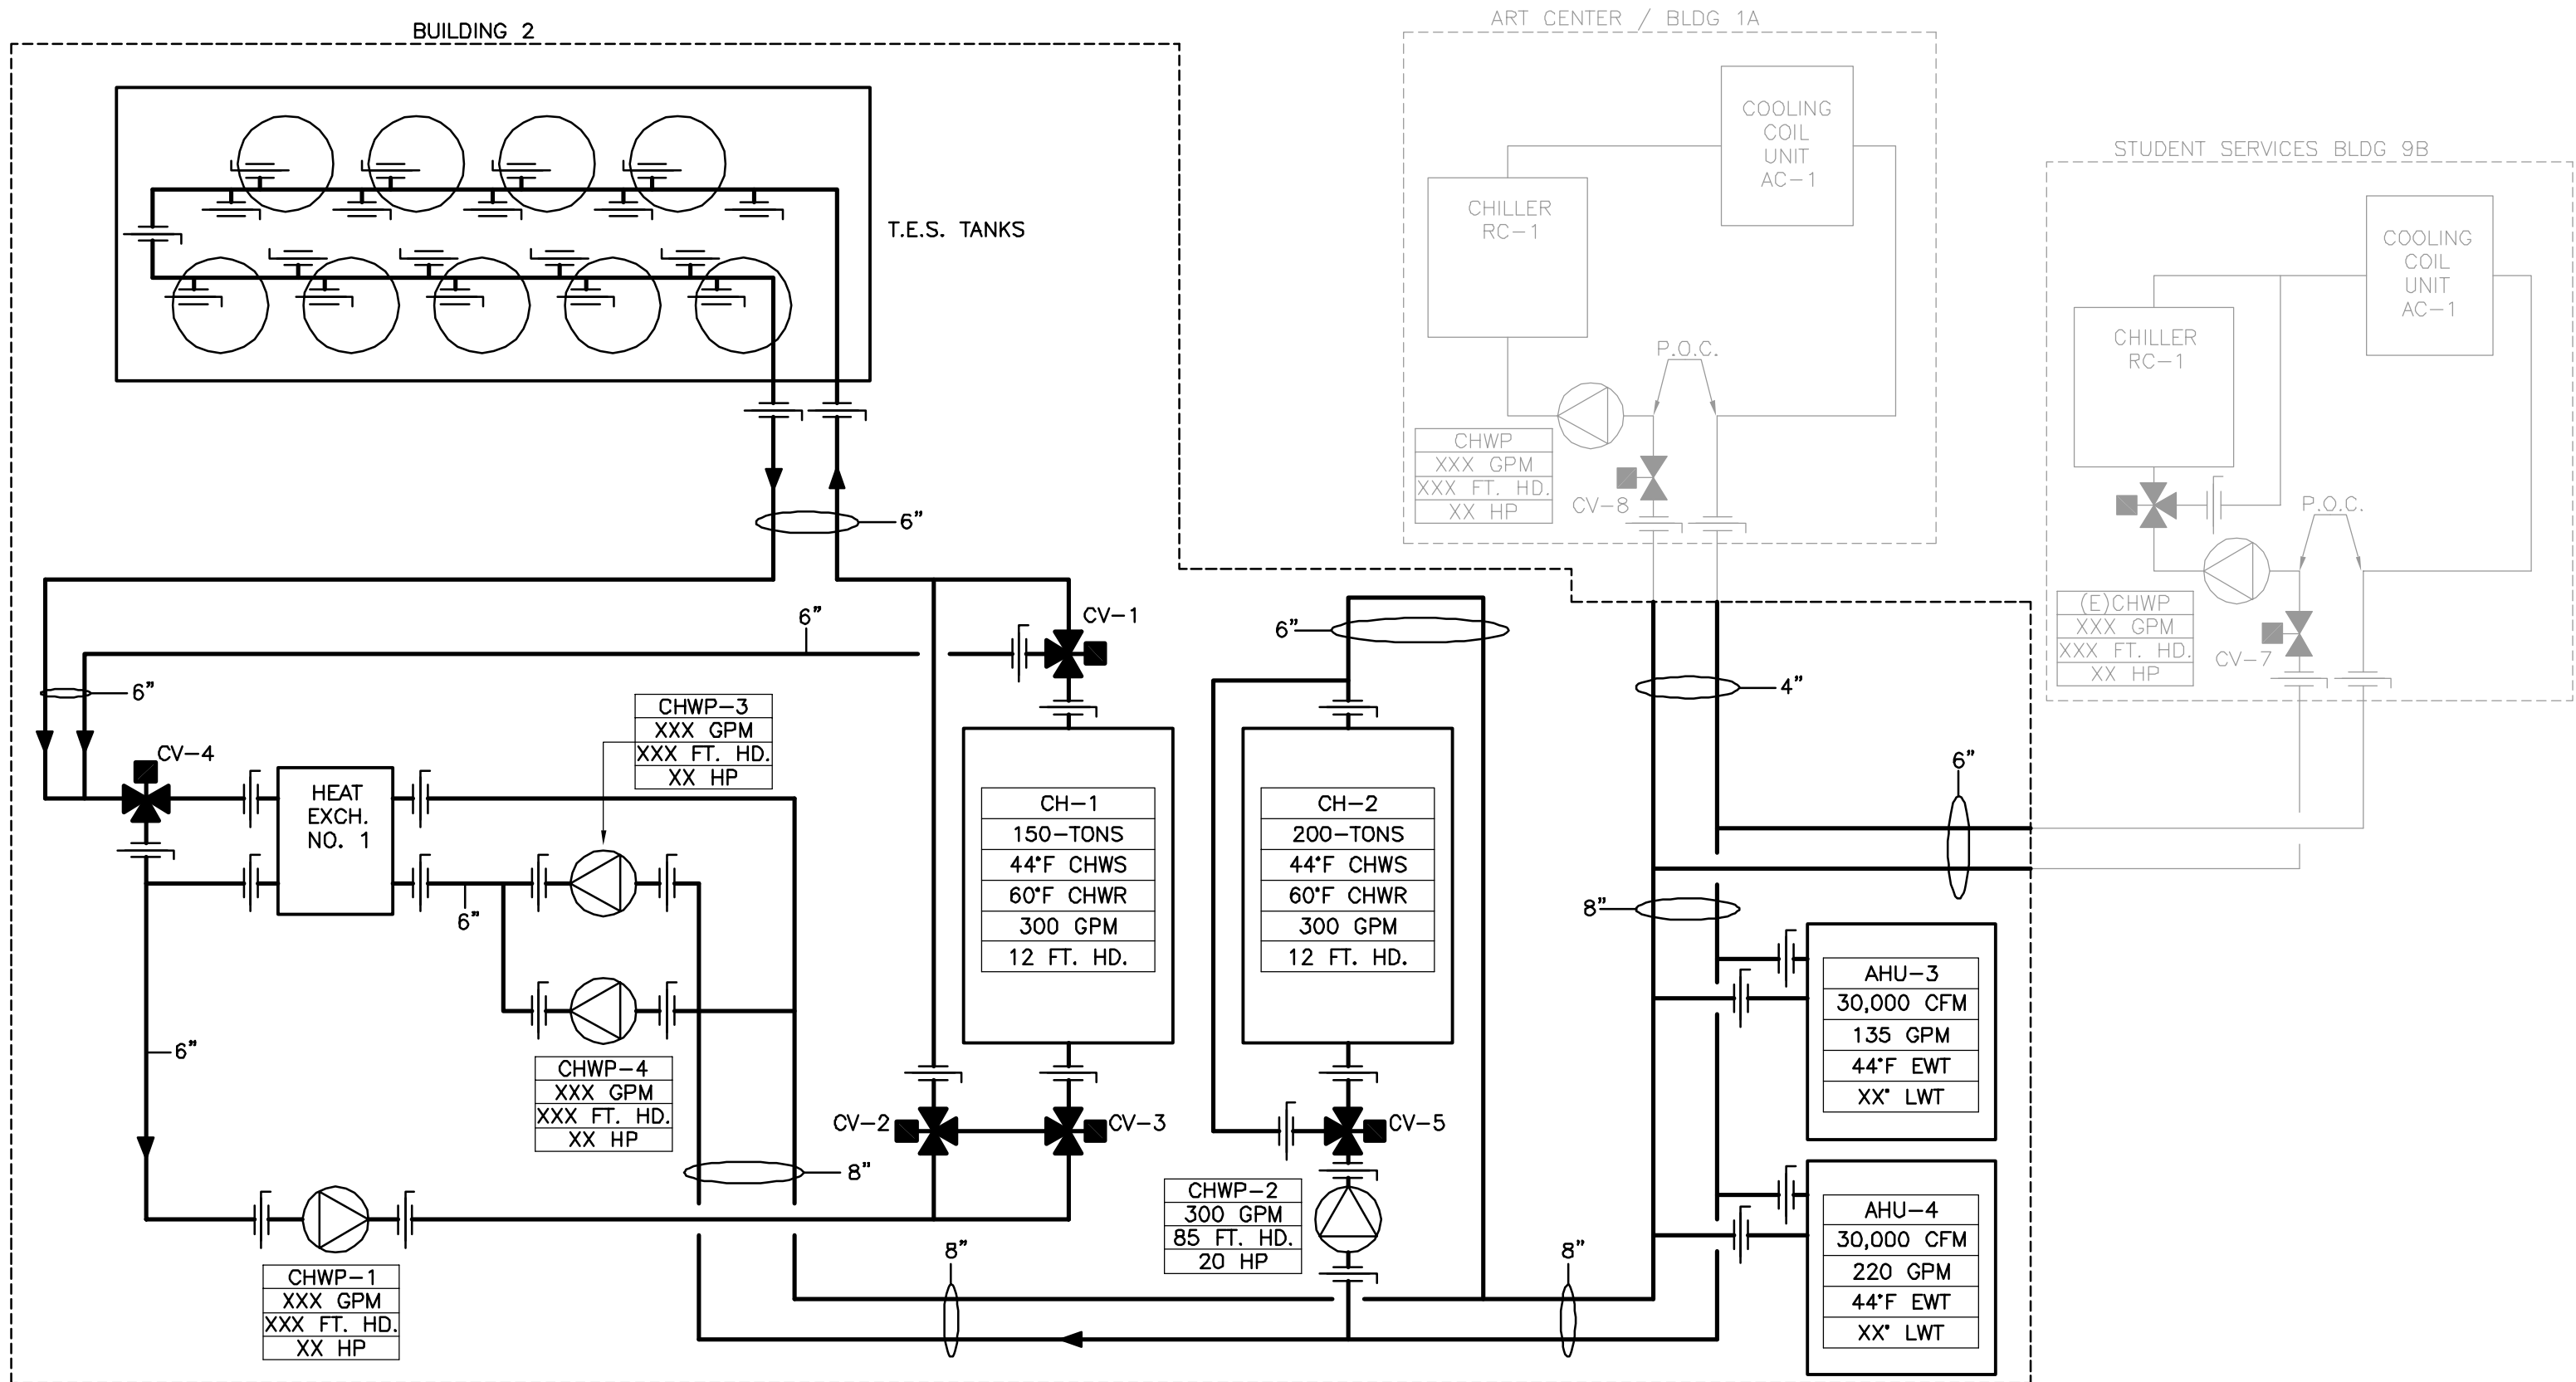 BUILDING 2
T.E.S. TANKS
6"
6"
6"
CV-1
CV-4
HEAT
EXCH.
NO. 1
CHWP-3
XXX GPM
XXX FT. HD.
XX HP
6"
6"
CHWP-4
XXX GPM
XXX FT. HD.
XX HP
8"
CHWP-1
XXX GPM
XXX FT. HD.
XX HP
CH-1
150-TONS
44°F CHWS
60°F CHWR
300 GPM
12 FT. HD.
CV-2
CV-3
6"
CH-2
200-TONS
44°F CHWS
60°F CHWR
300 GPM
12 FT. HD.
CV-5
CHWP-2
300 GPM
85 FT. HD.
20 HP
8"
8"
ART CENTER / BLDG 1A
COOLING
COIL
UNIT
AC-1
CHILLER
RC-1
P.O.C.
CHWP
XXX GPM
XXX FT. HD.
XX HP
CV-8
4"
6"
8"
AHU-3
30,000 CFM
135 GPM
44°F EWT
XX° LWT
AHU-4
30,000 CFM
220 GPM
44°F EWT
XX° LWT
STUDENT SERVICES BLDG 9B
COOLING
COIL
UNIT
AC-1
CHILLER
RC-1
P.O.C.
(E)CHWP
XXX GPM
XXX FT. HD.
XX HP
CV-7